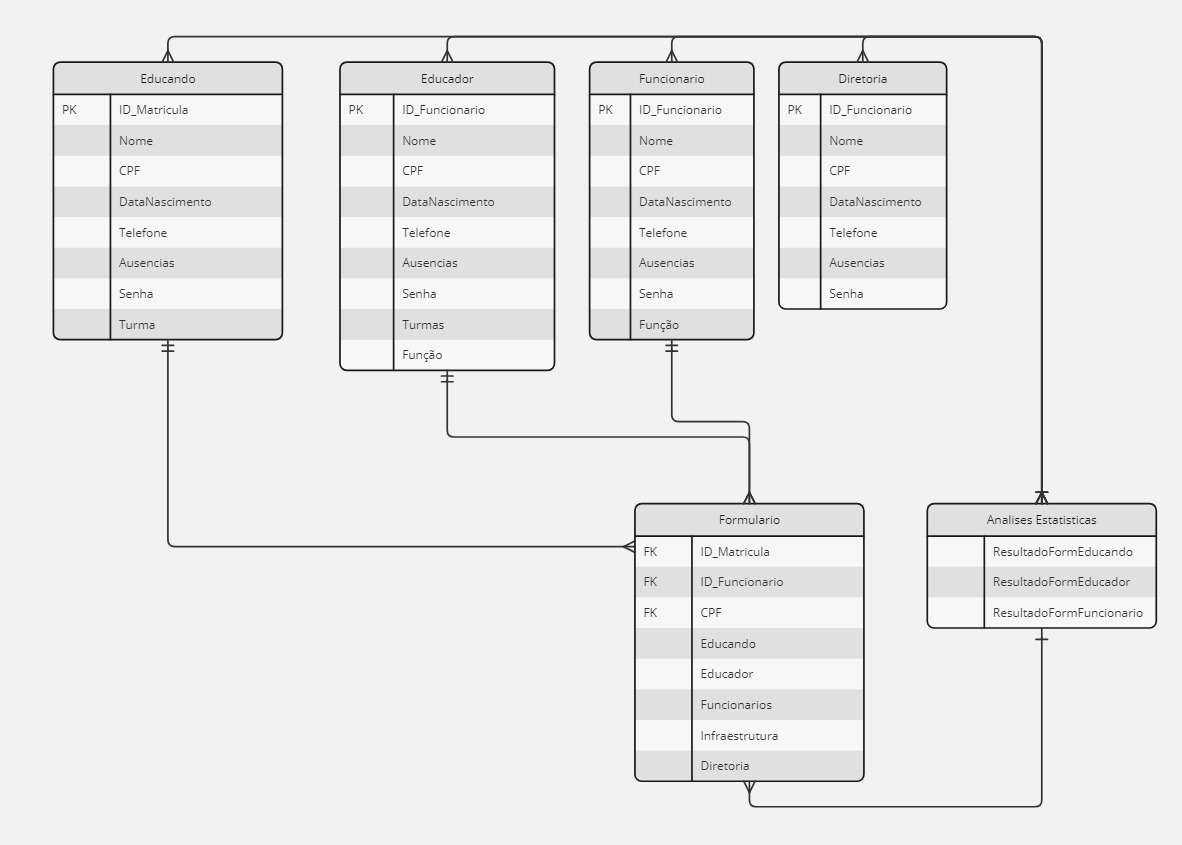 Educando
PK ID_Matricula
Nome
CPF
DataNascimento
Telefone
Ausencias
Senha
Turma
Educador
PK ID_Funcionario
Nome
CPF
DataNascimento
Telefone
Ausencias
Senha
Turmas
Função
Funcionario
PK ID_Funcionario
Nome
CPF
DataNascimento
Telefone
Ausencias
Senha
Função
Diretoria
PK ID_Funcionario
Nome
CPF
DataNascimento
Telefone
Ausencias
Senha
Formulario
FK ID_Matricula
FK ID_Funcionario
FK CPF
Educando
Educador
Funcionarios
Infraestrutura
Diretoria
Analises Estatisticas
ResultadoFormEducando
ResultadoFormEducador
ResultadoFormFuncionario